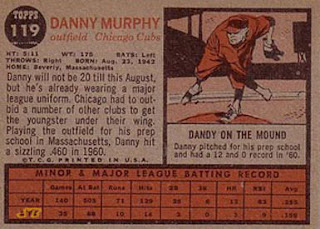 TOPPS
119
DANNY MURPHY
outfield Chicago Cubs
HT: 5:11 WT: 175 BATS: Left
THROWS: Right BORN: Aug. 23, 1942
HOME: Beverly, Massachusetts
Danny will not be 20 till this August,
but he's already wearing a major
league uniform. Chicago had to out-
bid a number of other clubs to get
the youngster under their wing.
Playing the outfield for his prep
school in Massachusetts, Danny hit
a sizzling .460 in 1960.
© T.C.G. PRINTED IN U.S.A.
DANDY ON THE MOUND
Danny pitched for his prep school
and had a 12 and 0 record in '60.
MINOR & MAJOR LEAGUE BATTING RECORD
YEAR